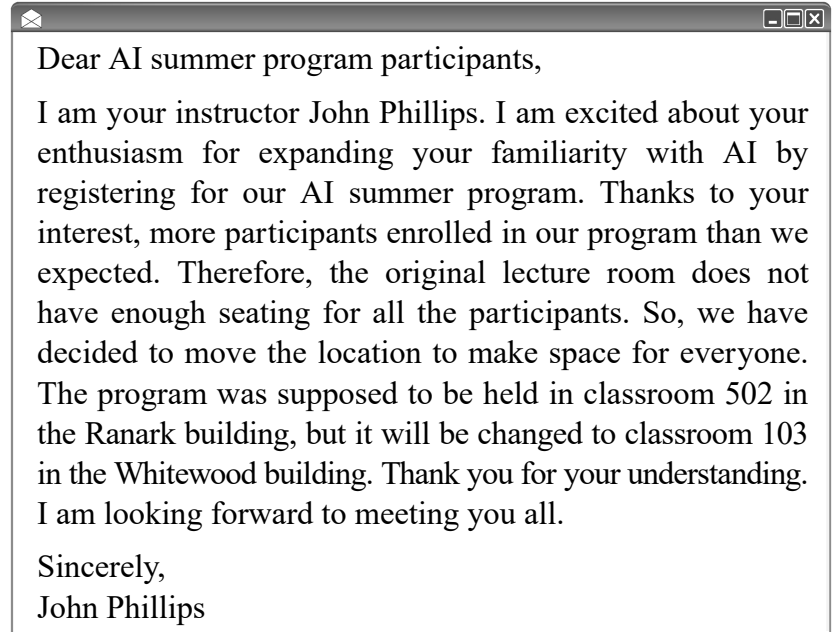 Dear AI summer program participants,
I am your instructor John Phillips. I am excited about your
enthusiasm for expanding your familiarity with AI by
registering for our AI summer program. Thanks to your
interest, more participants enrolled in our program than we
expected. Therefore, the original lecture room does not
have enough seating for all the participants. So, we have
decided to move the location to make space for everyone.
The program was supposed to be held in classroom 502 in
the Ranark building, but it will be changed to classroom 103
in the Whitewood building. Thank you for your understanding.
I am looking forward to meeting you all.
Sincerely,
John Phillips